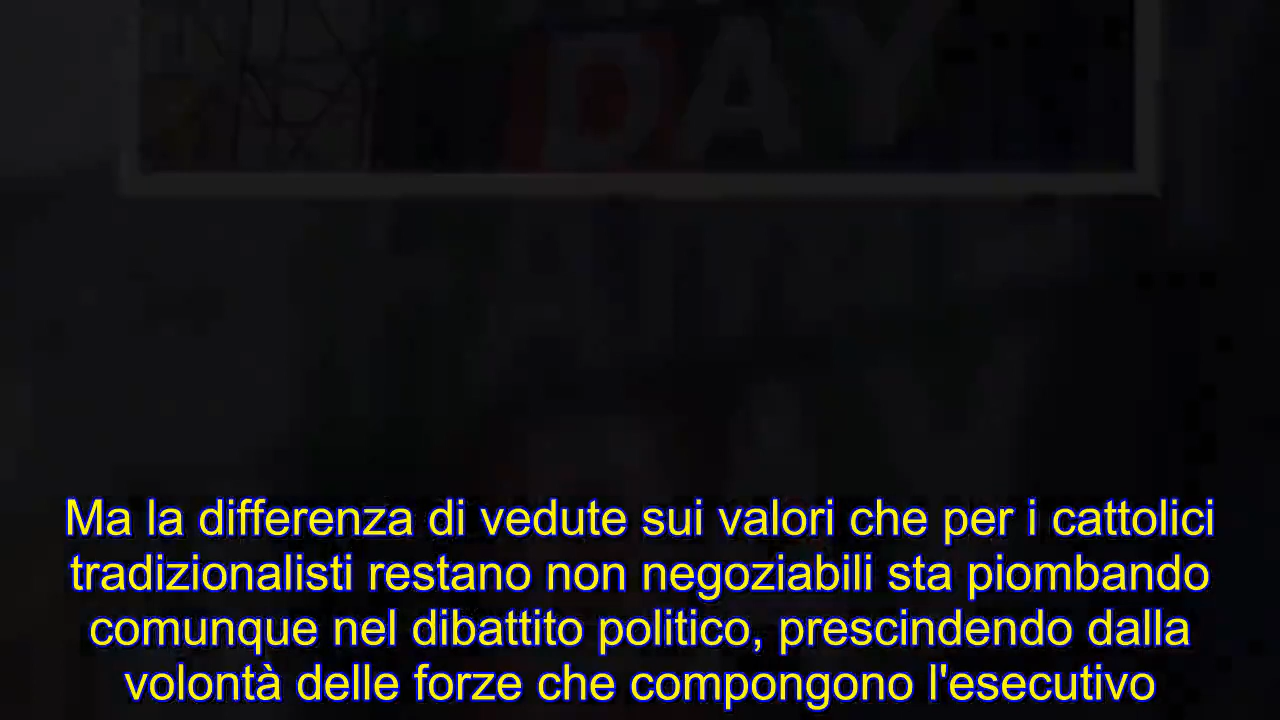 DAY
Ma la differenza di vedute sui valori che per i cattolici
tradizionalisti restano non negoziabili sta piombando
comunque nel dibattito politico, prescindendo dalla
volontà delle forze che compongono l'esecutivo